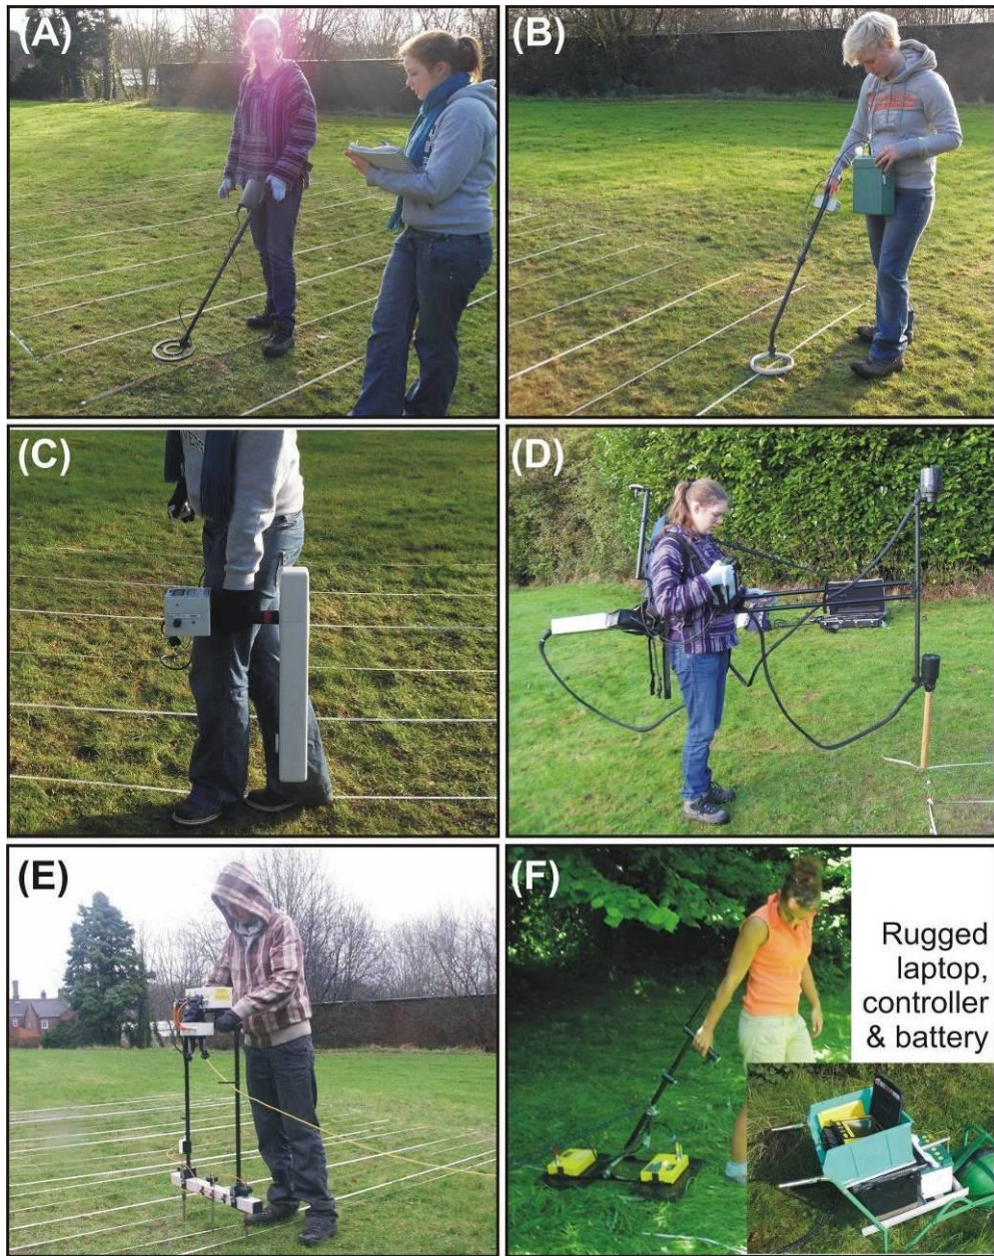 (A)
(B)
(C)
(D)
(E)
(F)
Rugged
laptop,
controller
& battery